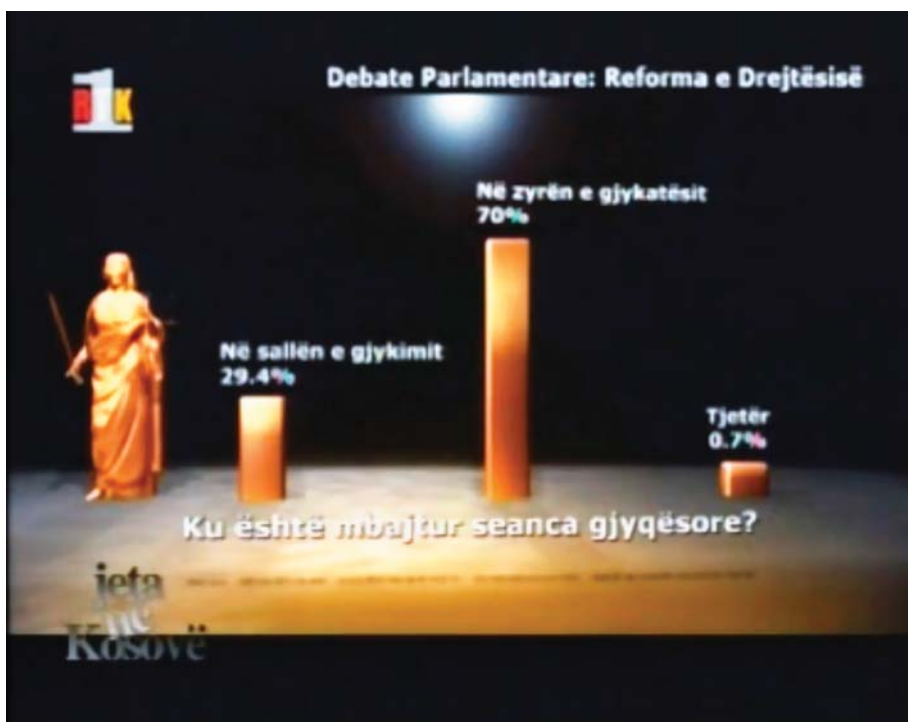 R1K
Debate Parlamentare: Reforma e Drejtësisë
Në zyrën e gjykatësit
70%
Në sallën e gjykimit
29.4%
Tjetër
0.7%
Ku është mbajtur seanca gjyqësore?
jeta
në
Kosovë